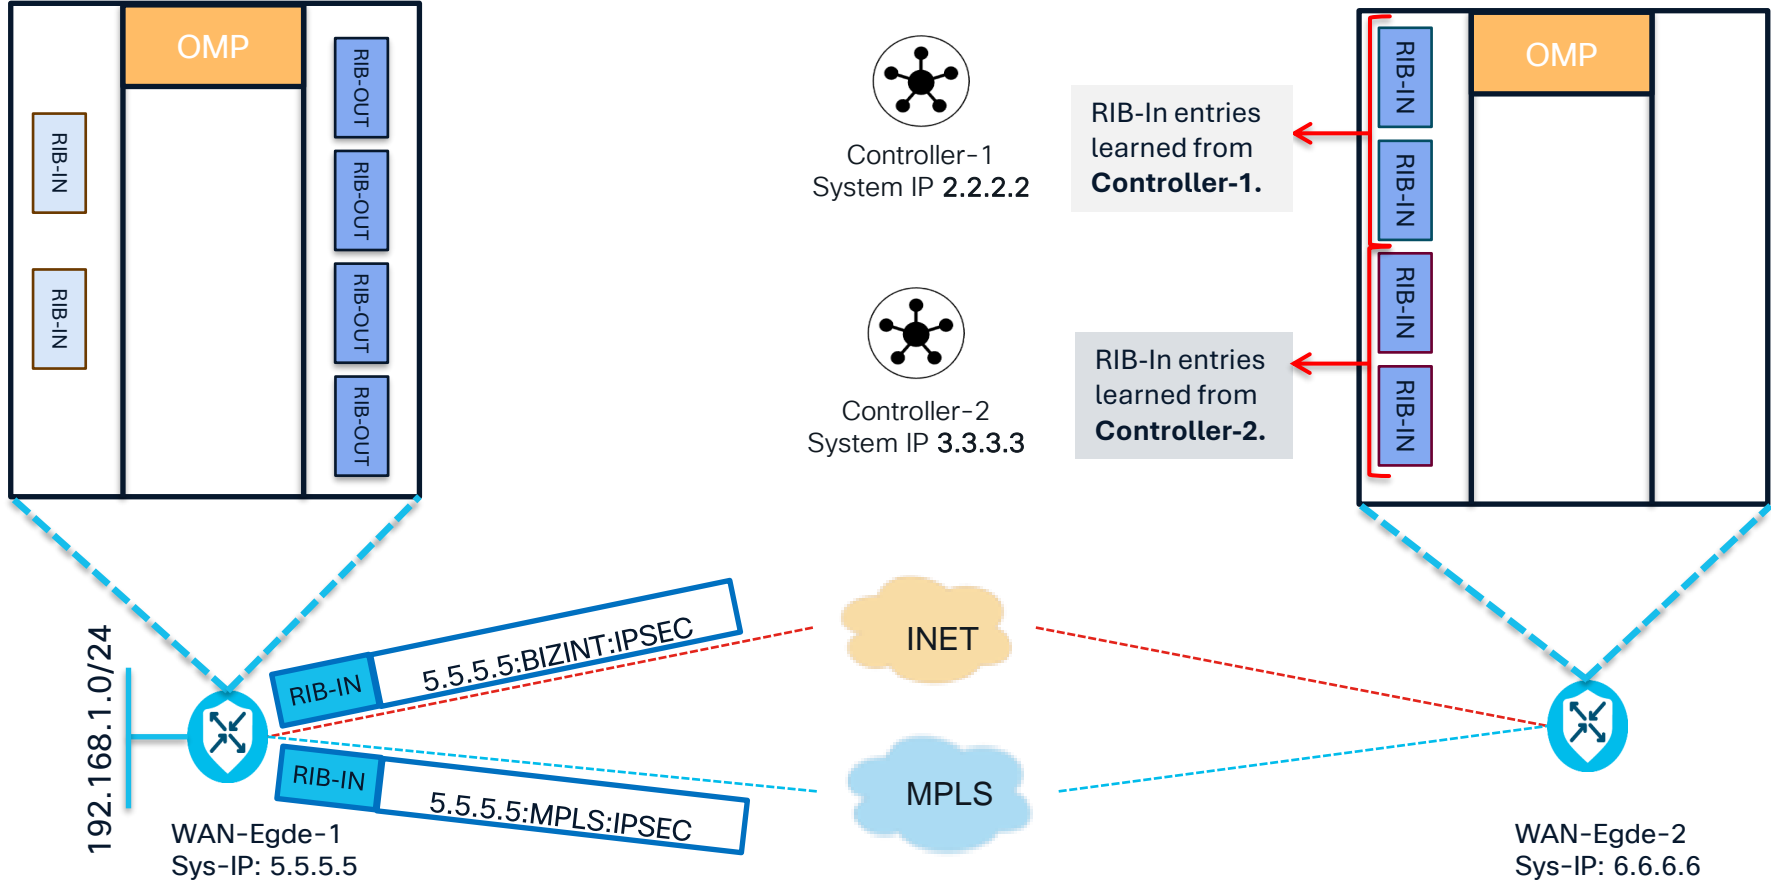 OMP
RIB-IN
RIB-IN
RIB-OUT
RIB-OUT
RIB-OUT
RIB-OUT
Controller-1
System IP 2.2.2.2
RIB-In entries
learned from
Controller-1.
Controller-2
System IP 3.3.3.3
RIB-In entries
learned from
Controller-2.
RIB-IN
RIB-IN
RIB-IN
RIB-IN
OMP
192.168.1.0/24
RIB-IN
5.5.5.5:BIZINT:IPSEC
RIB-IN
5.5.5.5:MPLS:IPSEC
INET
MPLS
WAN-Egde-1
Sys-IP: 5.5.5.5
WAN-Egde-2
Sys-IP: 6.6.6.6